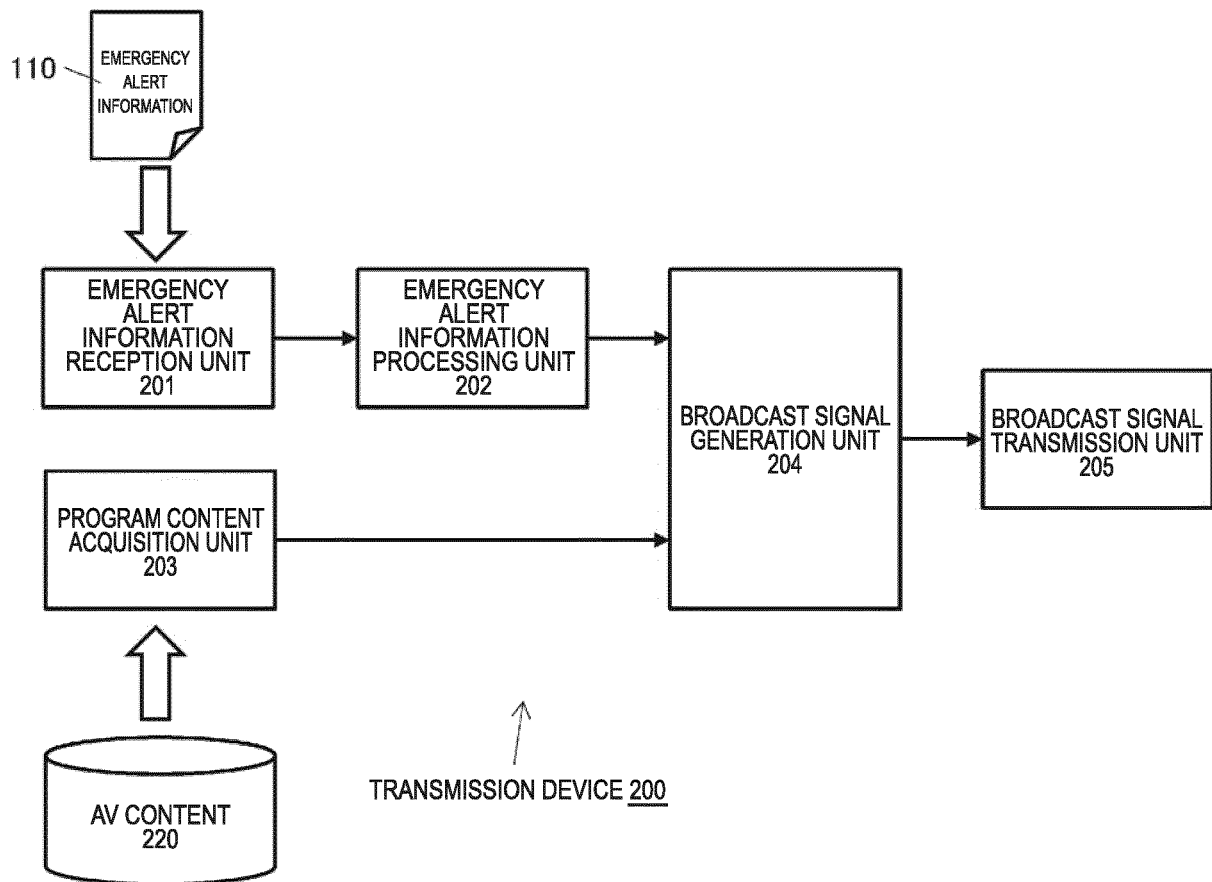 110
EMERGENCY
ALERT
INFORMATION
EMERGENCY
ALERT
INFORMATION
RECEPTION UNIT
201
EMERGENCY
ALERT
INFORMATION
PROCESSING UNIT
202
BROADCAST SIGNAL
GENERATION UNIT
204
BROADCAST SIGNAL
TRANSMISSION UNIT
205
PROGRAM CONTENT
ACQUISITION UNIT
203
TRANSMISSION DEVICE 200
AV CONTENT
220